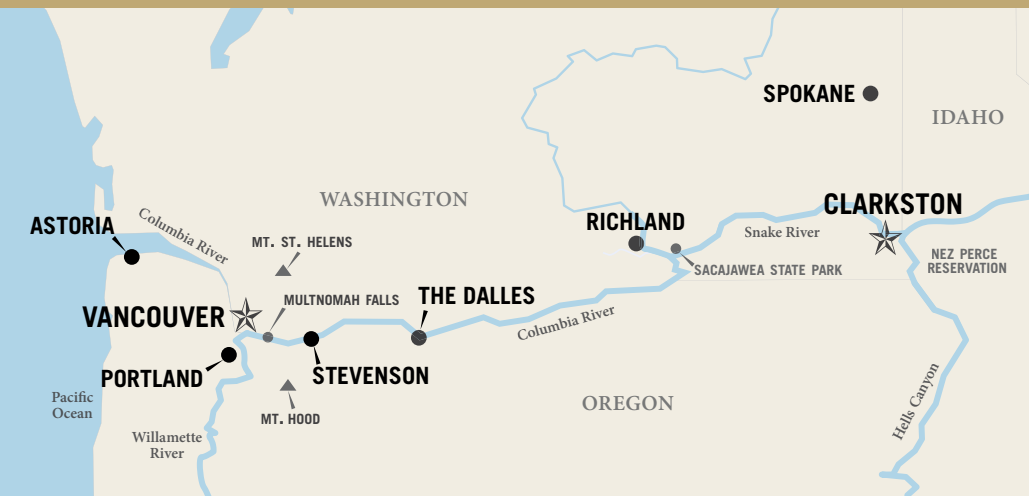 SPOKANE
IDAHO
WASHINGTON
CLARKSTON
ASTORIA
Columbia River
RICHLAND
Snake River
MT. ST. HELENS
NEZ PERCE
RESERVATION
SACAJAWEA STATE PARK
MULTNOMAH FALLS
THE DALLES
VANCOUVER
Columbia River
PORTLAND
STEVENSON
Pacific
Ocean
OREGON
Hells Canyon
MT. HOOD
Willamette
River